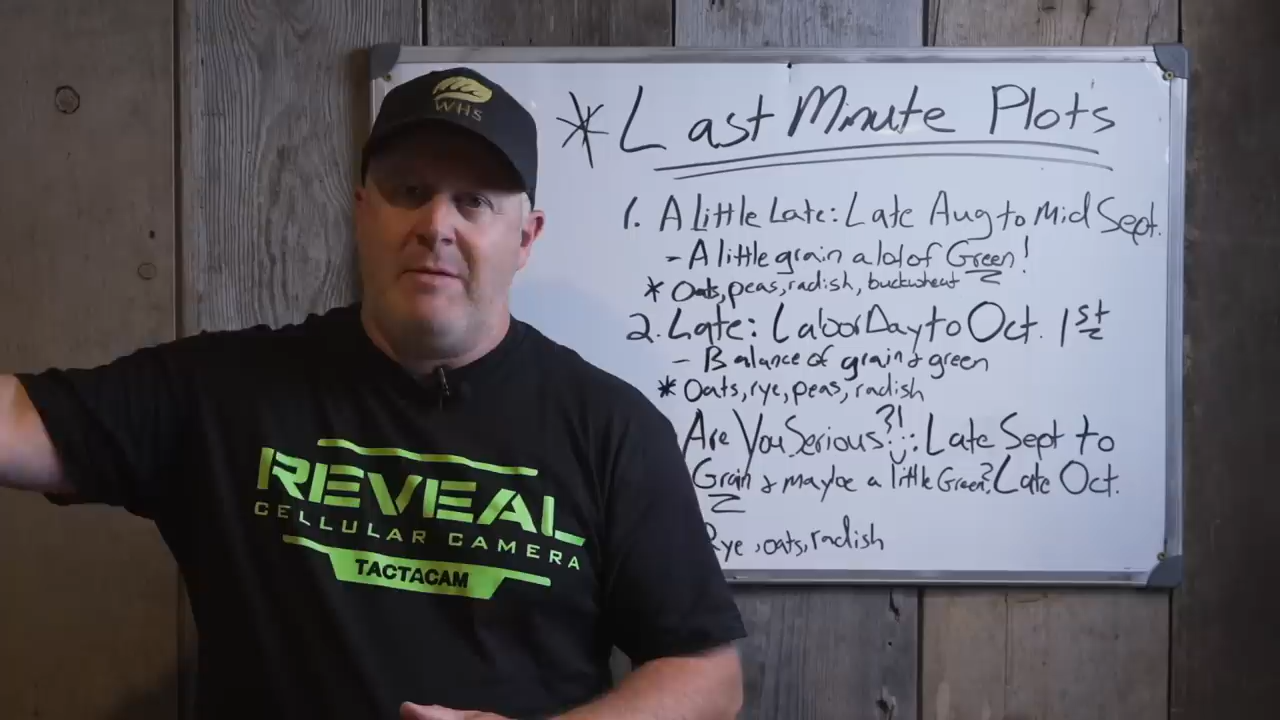 WHS
* Last Minute Plots
1. A Little Late: Late Aug to Mid Sept.
- A little grain a lot of Green!
* Oats, peas, radish, buckwheat
2. Late: Labor Day to Oct. 1st
- Balance of grain & green
* Oats, rye, peas, radish
Are You Serious?!: Late Sept to
Grain & maybe a little Green? Late Oct.
Rye, oats, radish
REVEAL
CELLULAR CAMERA
TACTACAM